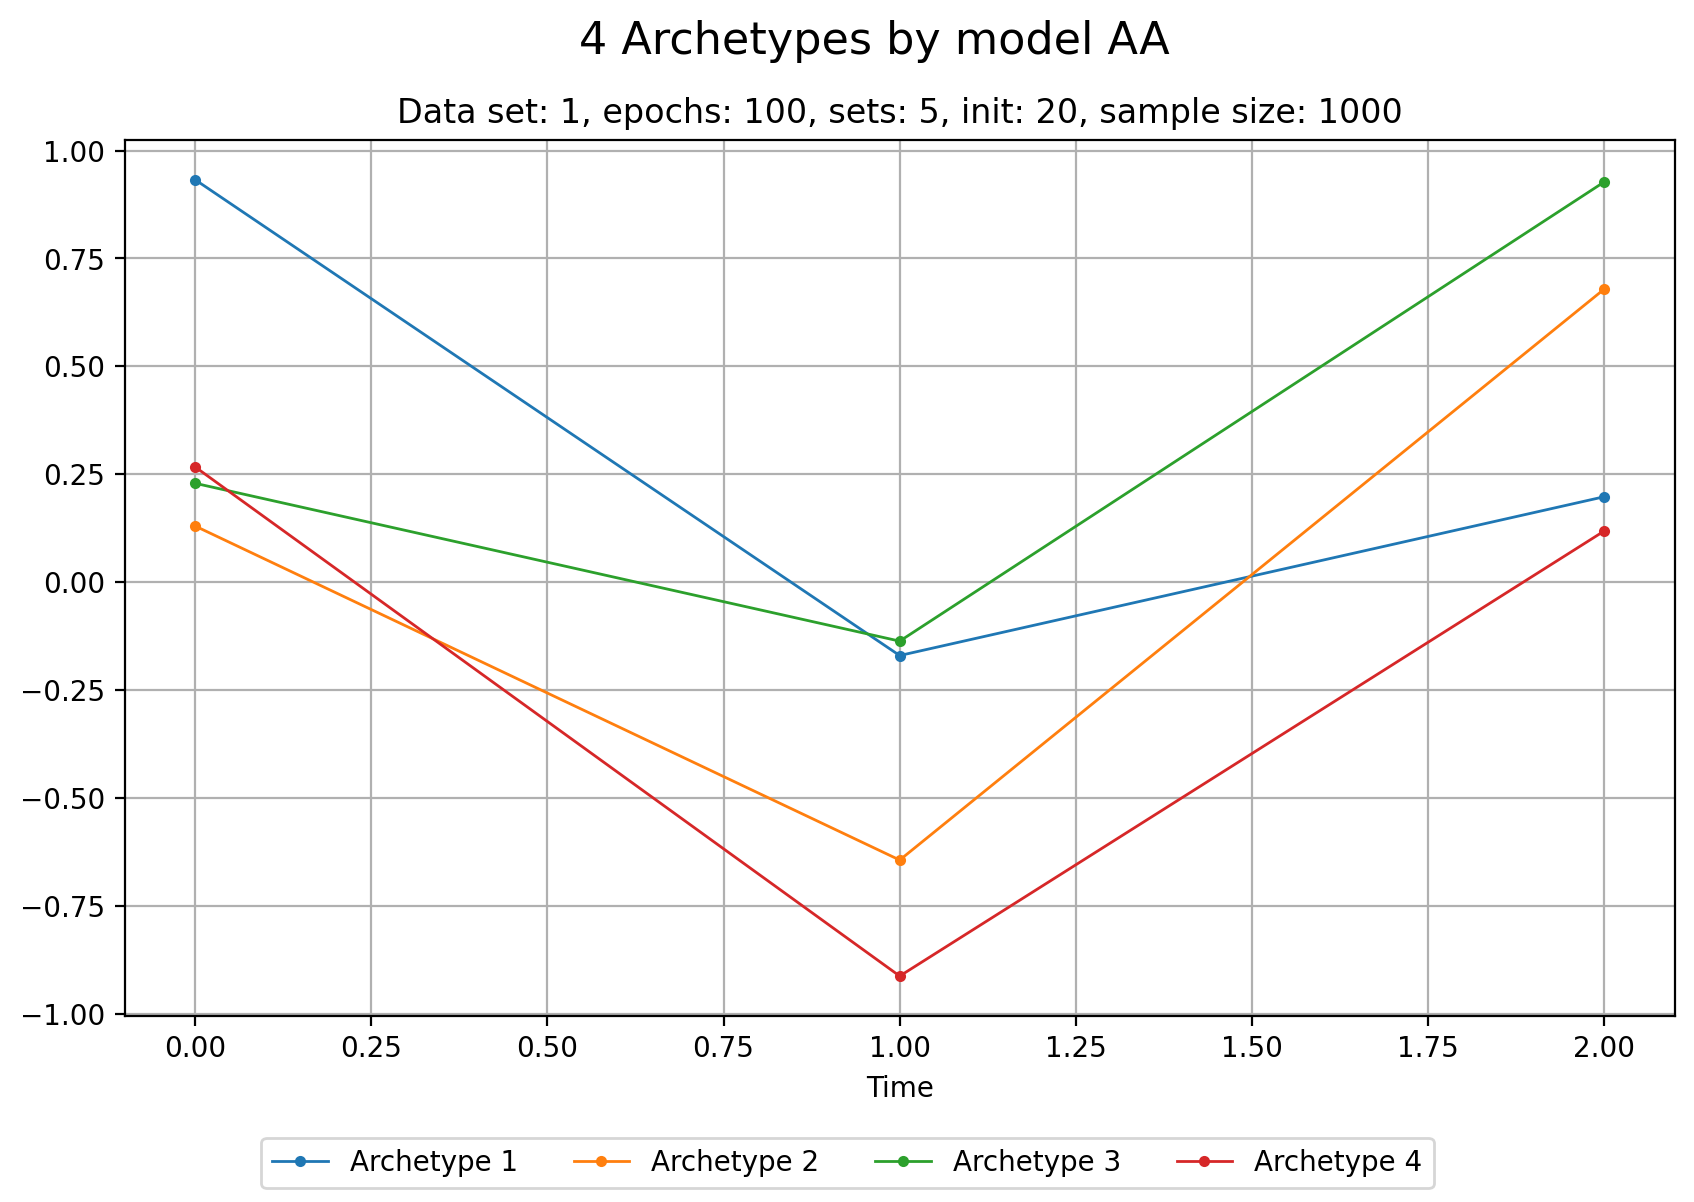 4 Archetypes by model AA
Data set: 1, epochs: 100, sets: 5, init: 20, sample size: 1000
1.00
0.75
0.50
0.25
0.00
−0.25
−0.50
−0.75
−1.00
0.00 0.25 0.50 0.75 1.00 1.25 1.50 1.75 2.00
Time
Archetype 1 Archetype 2 Archetype 3 Archetype 4